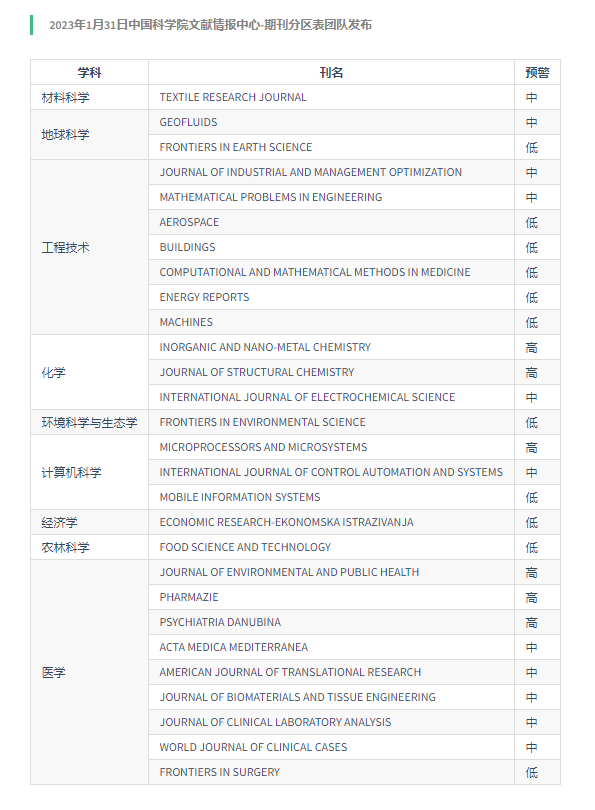 2023年1月31日中国科学院文献情报中心-期刊分区表团队发布
学科 刊名 预警
材料科学 TEXTILE RESEARCH JOURNAL 中
地球科学 GEOFLUIDS 中
FRONTIERS IN EARTH SCIENCE 低
工程技术 JOURNAL OF INDUSTRIAL AND MANAGEMENT OPTIMIZATION 中
MATHEMATICAL PROBLEMS IN ENGINEERING 中
AEROSPACE 低
BUILDINGS 低
COMPUTATIONAL AND MATHEMATICAL METHODS IN MEDICINE 低
ENERGY REPORTS 低
MACHINES 低
化学 INORGANIC AND NANO-METAL CHEMISTRY 高
JOURNAL OF STRUCTURAL CHEMISTRY 高
INTERNATIONAL JOURNAL OF ELECTROCHEMICAL SCIENCE 中
环境科学与生态学 FRONTIERS IN ENVIRONMENTAL SCIENCE 低
计算机科学 MICROPROCESSORS AND MICROSYSTEMS 高
INTERNATIONAL JOURNAL OF CONTROL AUTOMATION AND SYSTEMS 中
MOBILE INFORMATION SYSTEMS 低
经济学 ECONOMIC RESEARCH-EKONOMSKA ISTRAZIVANJA 低
农林科学 FOOD SCIENCE AND TECHNOLOGY 低
医学 JOURNAL OF ENVIRONMENTAL AND PUBLIC HEALTH 高
PHARMAZIE 高
PSYCHIATRIA DANUBINA 高
ACTA MEDICA MEDITERRANEA 中
AMERICAN JOURNAL OF TRANSLATIONAL RESEARCH 中
JOURNAL OF BIOMATERIALS AND TISSUE ENGINEERING 中
JOURNAL OF CLINICAL LABORATORY ANALYSIS 中
WORLD JOURNAL OF CLINICAL CASES 中
FRONTIERS IN SURGERY 低